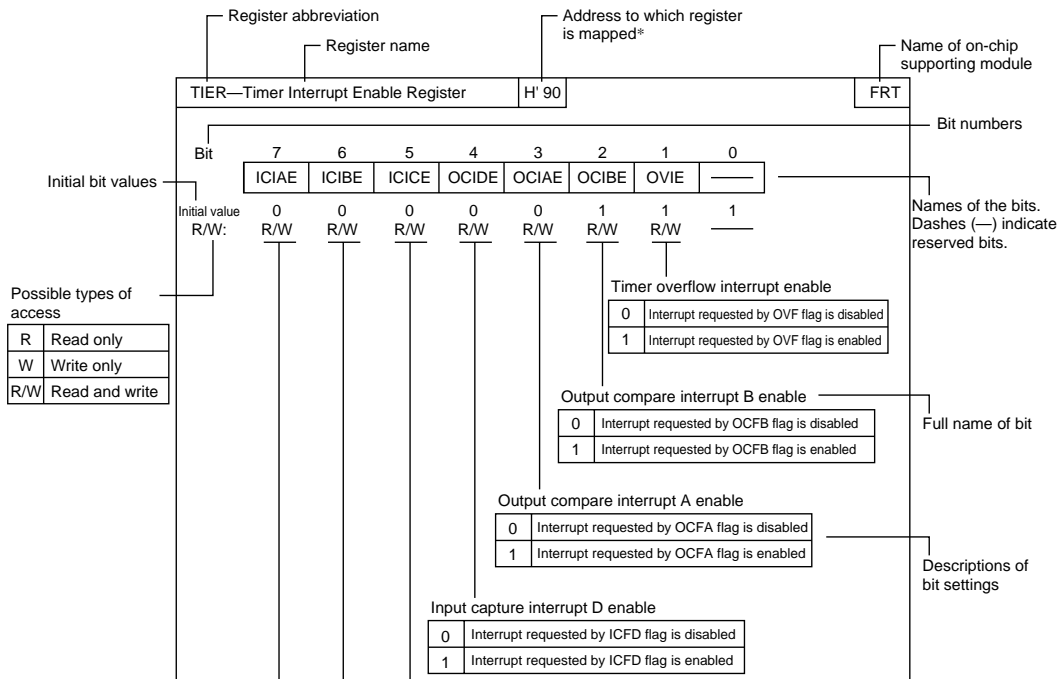 Register abbreviation
Register name
Address to which register
is mapped*
Name of on-chip
supporting module
TIER—Timer Interrupt Enable Register H' 90 FRT
Bit numbers
Bit 7 6 5 4 3 2 1 0
ICIAE ICIBE ICICE OCIDE OCIAE OCIBE OVIE —
Initial bit values
Initial value 0 0 0 0 0 1 1 1
R/W: R/W R/W R/W R/W R/W R/W R/W —
Names of the bits.
Dashes (—) indicate
reserved bits.
Possible types of
access
R Read only
W Write only
R/W Read and write
Timer overflow interrupt enable
0 Interrupt requested by OVF flag is disabled
1 Interrupt requested by OVF flag is enabled
Output compare interrupt B enable
0 Interrupt requested by OCFB flag is disabled
1 Interrupt requested by OCFB flag is enabled
Full name of bit
Output compare interrupt A enable
0 Interrupt requested by OCFA flag is disabled
1 Interrupt requested by OCFA flag is enabled
Descriptions of
bit settings
Input capture interrupt D enable
0 Interrupt requested by ICFD flag is disabled
1 Interrupt requested by ICFD flag is enabled